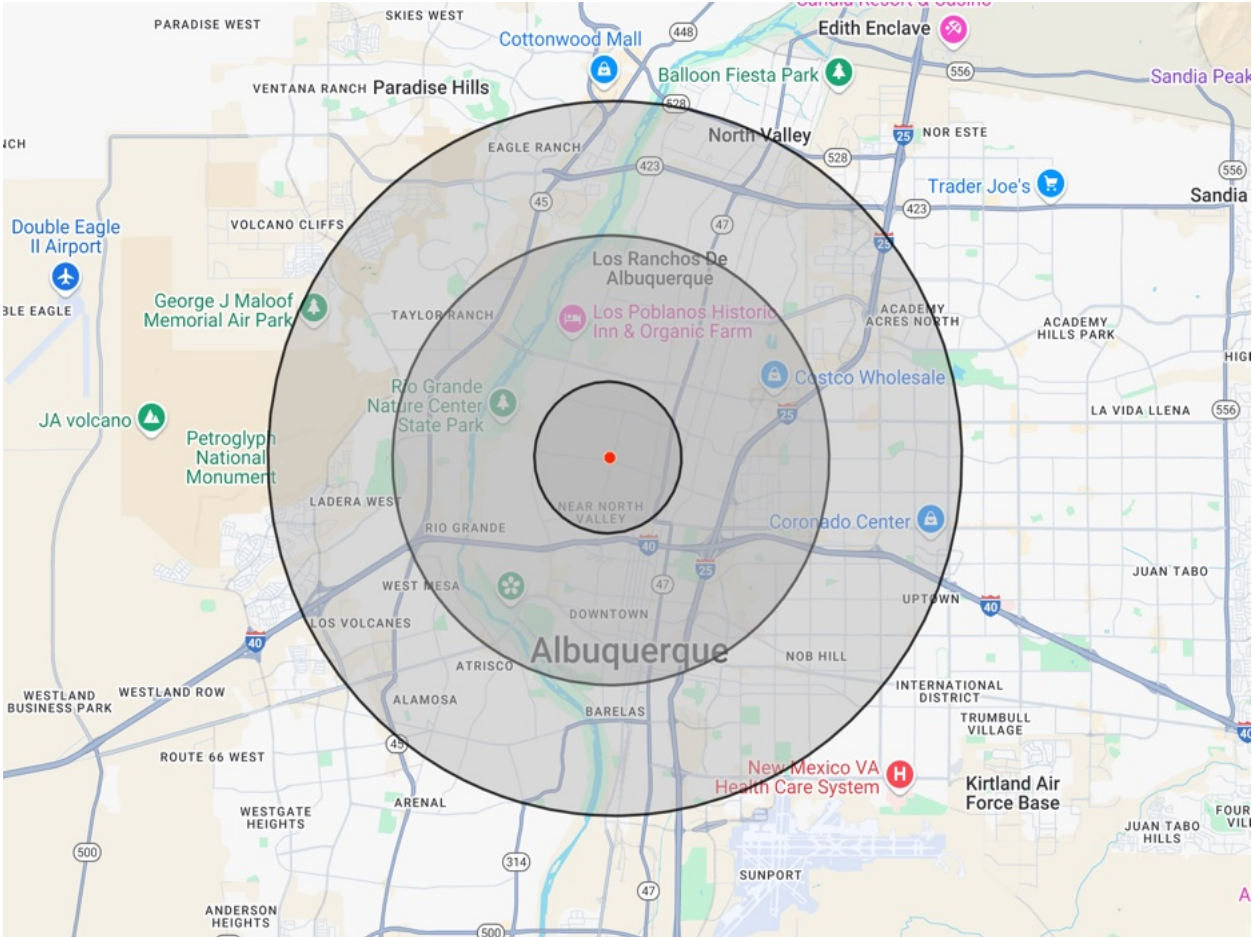 Sandia Resort & Casino
SKIES WEST
PARADISE WEST
Edith Enclave
448
Cottonwood Mall
556
Balloon Fiesta Park
Sandia Peak
VENTANA RANCH
Paradise Hills
528
25
NOR ESTE
North Valley
NCH
EAGLE RANCH
528
423
556
Trader Joe's
Sandia
45
423
47
VOLCANO CLIFFS
Double Eagle
II Airport
25
Los Ranchos De
Albuquerque
BLE EAGLE
George J Maloof
Memorial Air Park
TAYLOR RANCH
Los Poblanos Historic
Inn & Organic Farm
ACADEMY
ACRES NORTH
ACADEMY
HILLS PARK
HIGH
Costco Wholesale
Rio Grande
Nature Center
State Park
25
LA VIDA LLENA
556
JA volcano
Petroglyph
National
Monument
LADERA WEST
NEAR NORTH
VALLEY
RIO GRANDE
Coronado Center
40
25
JUAN TABO
WEST MESA
47
UPTOWN
40
DOWNTOWN
LOS VOLCANES
40
Albuquerque
NOB HILL
ATRISCO
WESTLAND
BUSINESS PARK
WESTLAND ROW
ALAMOSA
INTERNATIONAL
DISTRICT
BARELAS
TRUMBULL
VILLAGE
40
45
ROUTE 66 WEST
New Mexico VA
Health Care System
H
Kirtland Air
Force Base
ARENAL
WESTGATE
HEIGHTS
FOUR
VILL
JUAN TABO
HILLS
500
314
SUNPORT
47
A
ANDERSON
HEIGHTS
500